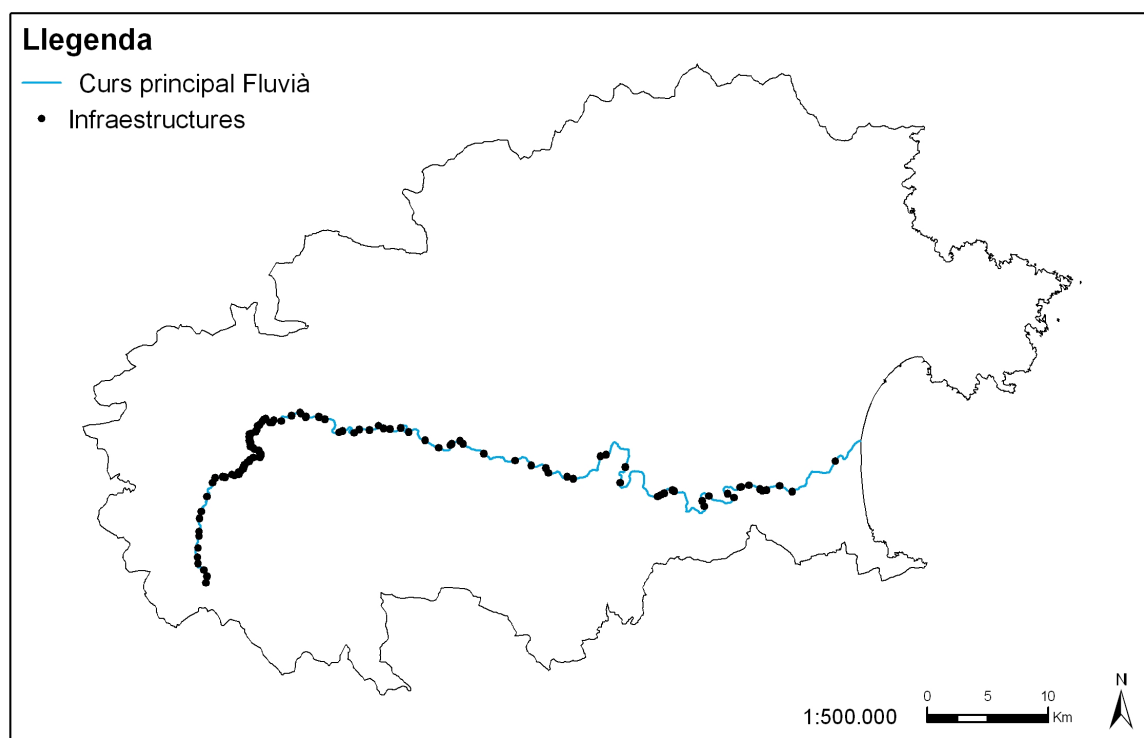 Llegenda
Curs principal Fluvià
Infraestructures
N
0 5 10
1:500.000
Km